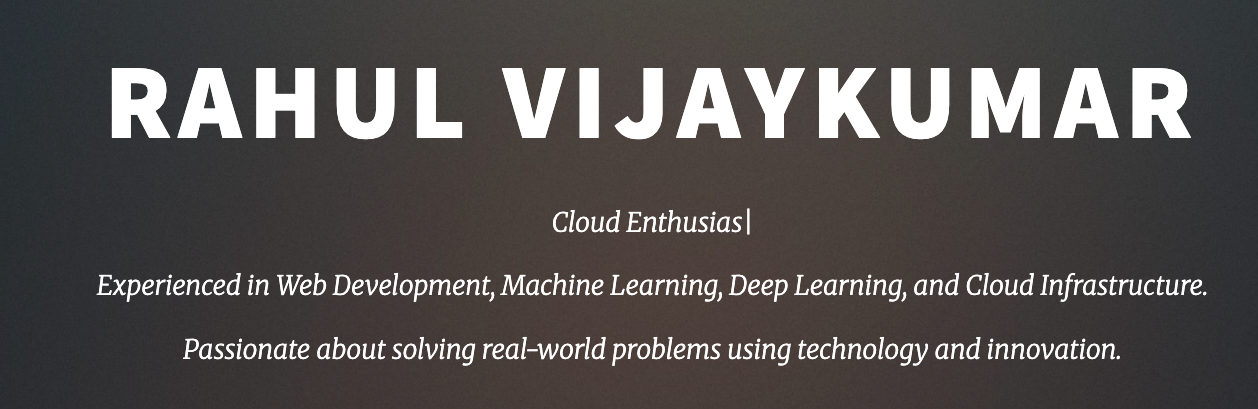 RAHUL VIJAYKUMAR
Cloud Enthusias|
Experienced in Web Development, Machine Learning, Deep Learning, and Cloud Infrastructure.
Passionate about solving real-world problems using technology and innovation.